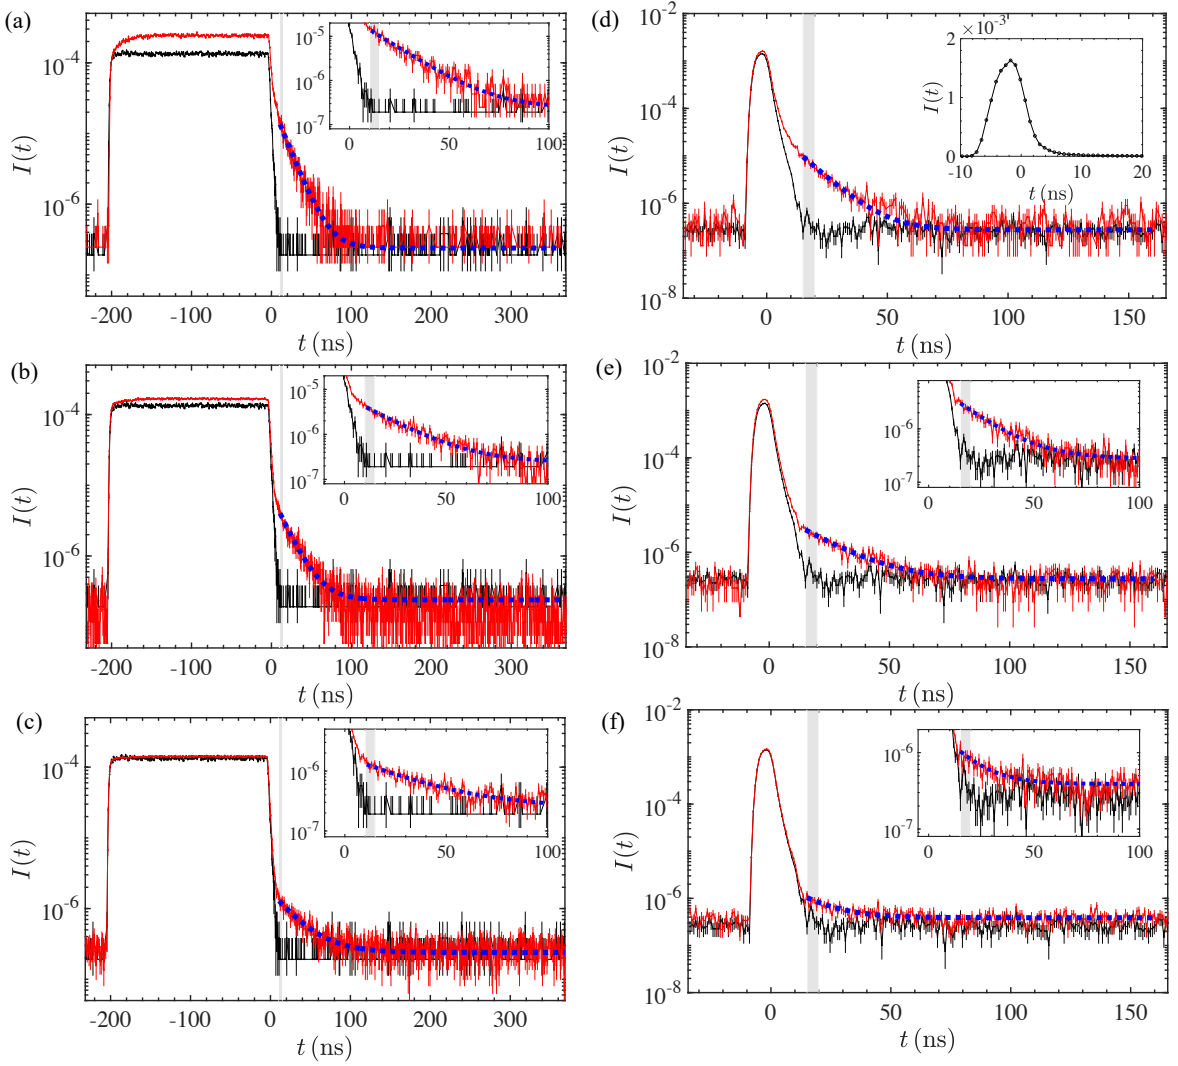 (a)
I(t)
10⁻⁴
10⁻⁶
-200 -100 0 100 200 300
t (ns)
10⁻⁵
10⁻⁶
10⁻⁷
0 50 100
(d)
I(t)
10⁻²
10⁻⁴
10⁻⁶
10⁻⁸
0 50 100 150
t (ns)
×10⁻³
I(t)
2
1
0
-10 0 10 20
t (ns)
(b)
I(t)
10⁻⁴
10⁻⁶
-200 -100 0 100 200 300
t (ns)
10⁻⁵
10⁻⁶
10⁻⁷
0 50 100
(e)
I(t)
10⁻²
10⁻⁴
10⁻⁶
10⁻⁸
0 50 100 150
t (ns)
10⁻⁶
10⁻⁷
0 20 40 60 100
(c)
I(t)
10⁻⁴
10⁻⁶
-200 -100 0 100 200 300
t (ns)
10⁻⁶
10⁻⁷
0 50 100
(f)
I(t)
10⁻²
10⁻⁴
10⁻⁶
10⁻⁸
0 50 100 150
t (ns)
10⁻⁶
10⁻⁷
0 20 40 60 100